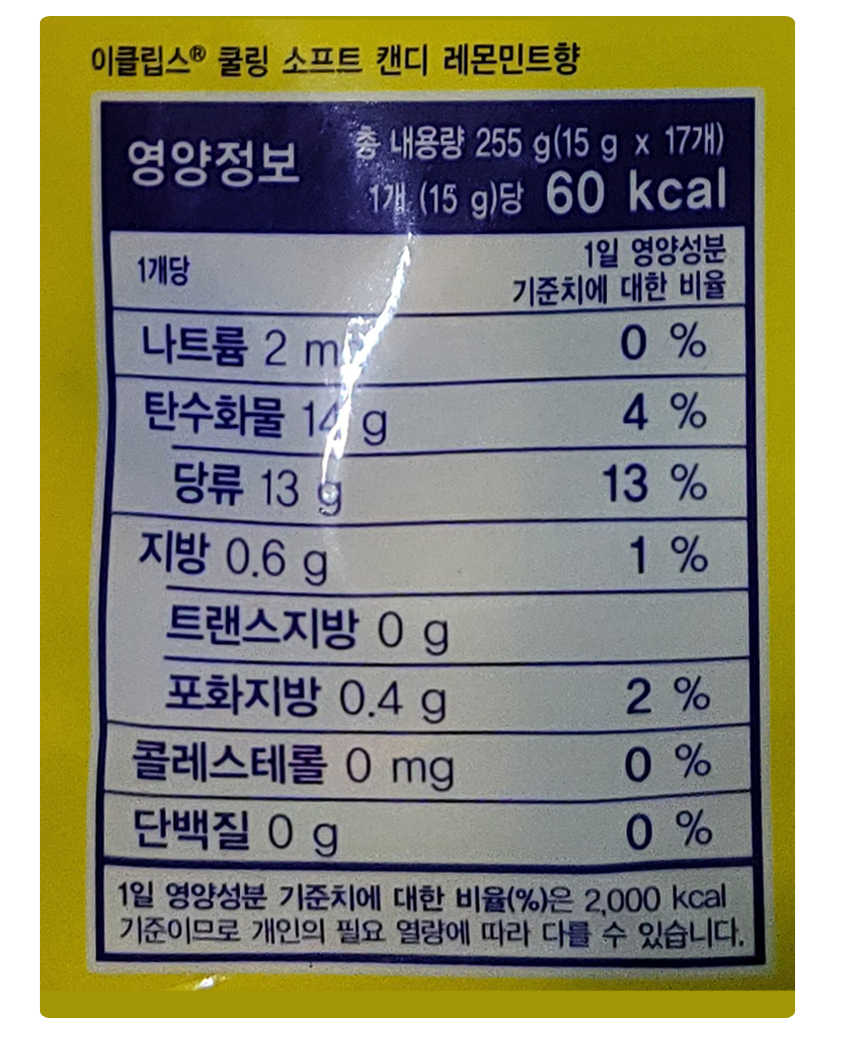 이클립스® 쿨링 소프트 캔디 레몬민트향
영양정보
총 내용량 255 g(15 g x 17개)
1개 (15 g)당 60 kcal
1개당
1일 영양성분
기준치에 대한 비율
나트륨 2 mg 0 %
탄수화물 14 g 4 %
당류 13 g 13 %
지방 0.6 g 1 %
트랜스지방 0 g
포화지방 0.4 g 2 %
콜레스테롤 0 mg 0 %
단백질 0 g 0 %
1일 영양성분 기준치에 대한 비율(%)은 2,000 kcal
기준이므로 개인의 필요 열량에 따라 다를 수 있습니다.